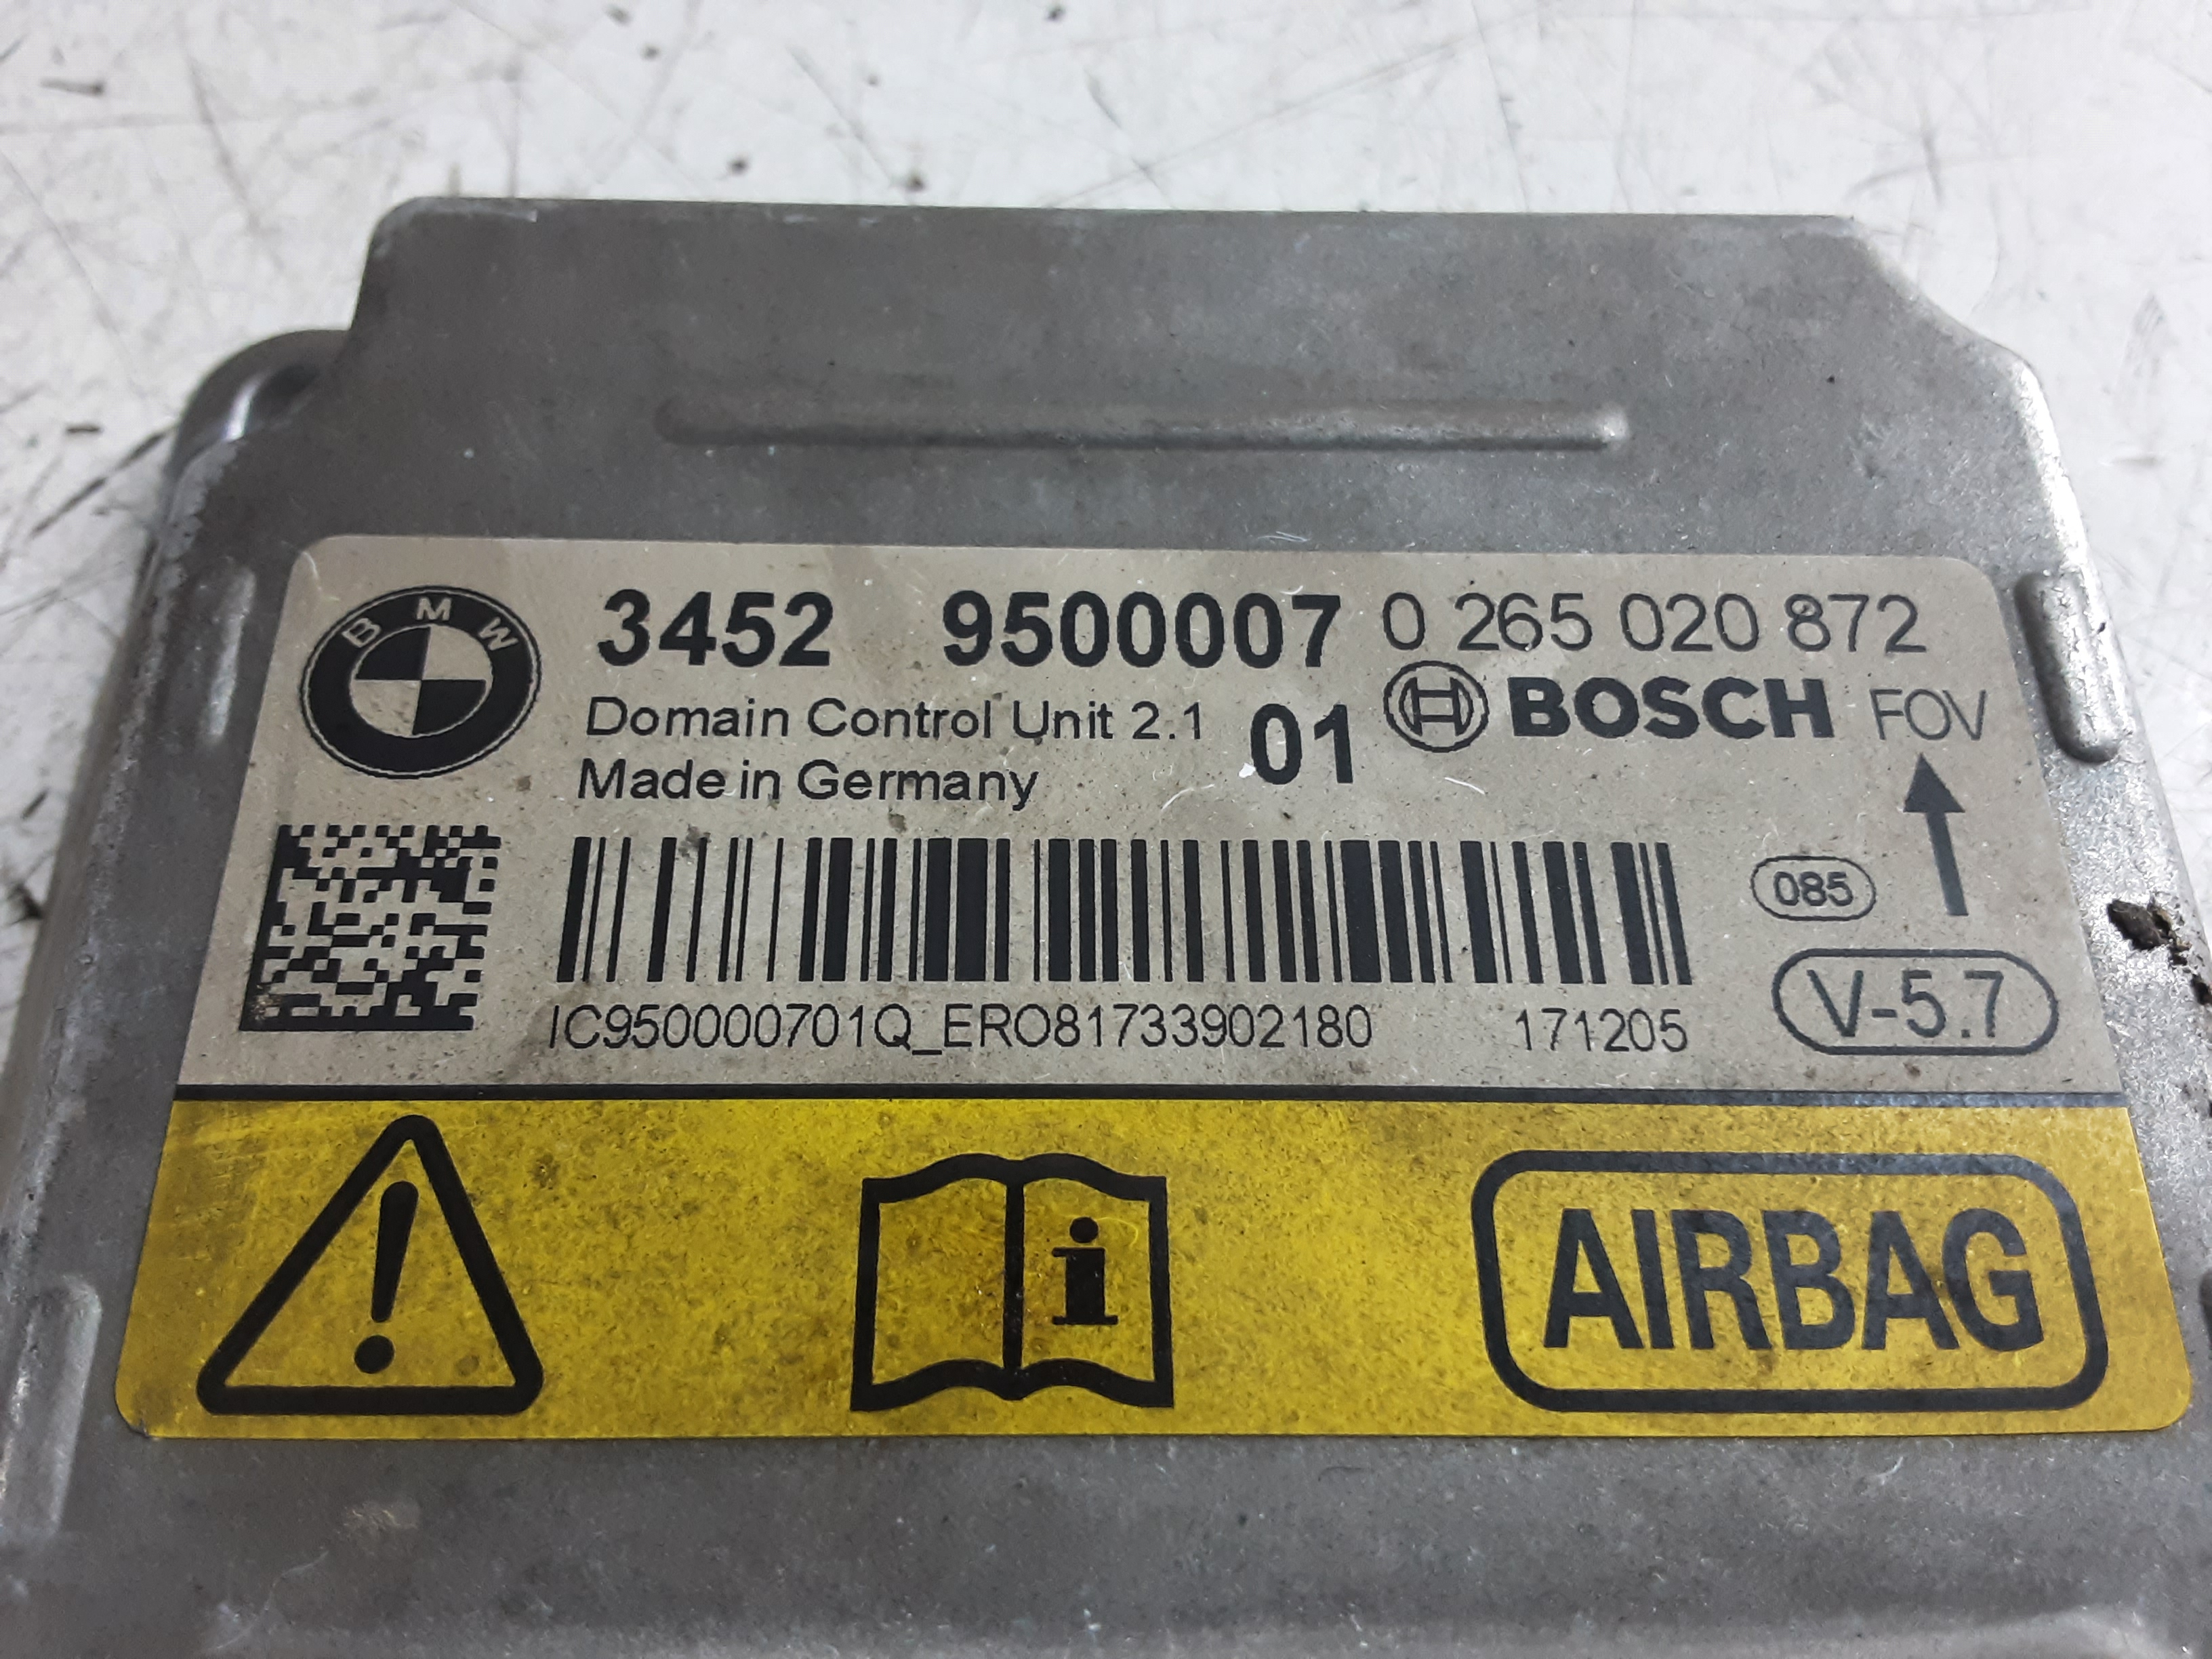 BMW
3452 9500007 0 265 020 872
Domain Control Unit 2.1 01 BOSCH FOV
Made in Germany
085
V-5.7
IC950000701Q_ERO81733902180 171205
i
AIRBAG